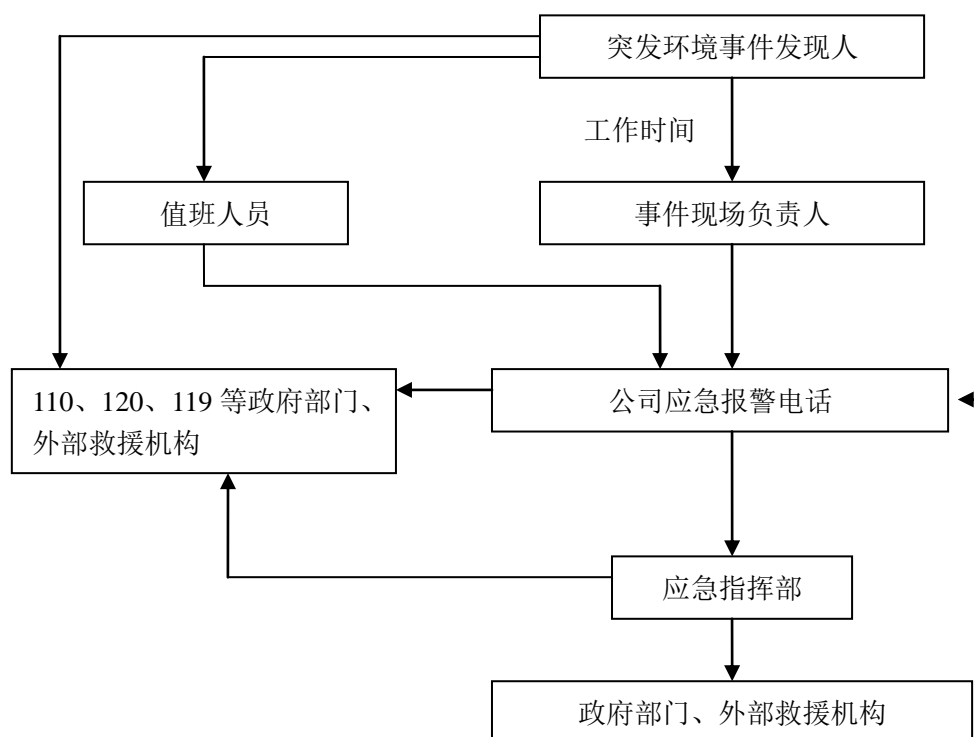 突发环境事件发现人
工作时间
值班人员
事件现场负责人
110、120、119 等政府部门、
外部救援机构
公司应急报警电话
应急指挥部
政府部门、外部救援机构